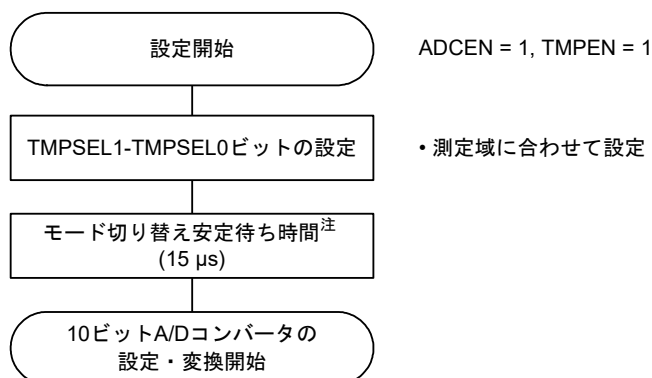 設定開始
ADCEN = 1, TMPEN = 1
TMPSEL1-TMPSEL0ビットの設定
• 測定域に合わせて設定
モード切り替え安定待ち時間注
(15 μs)
10ビットA/Dコンバータの
設定・変換開始